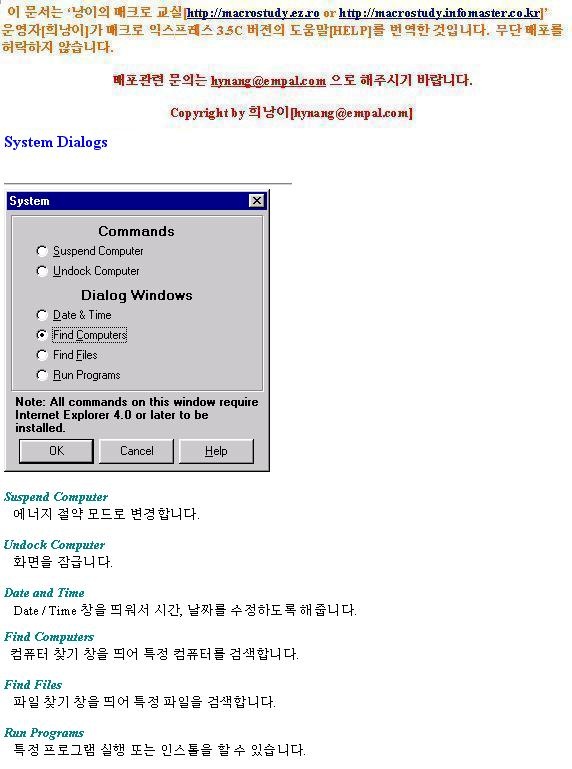 이 문서는 '낭이의 매크로 교실[http://macrostudy.ez.ro or http://macrostudy.infomaster.co.kr]'
운영자[희낭이]가 매크로 익스프레스 3.5C 버젼의 도움말[HELP]를 번역한 것입니다. 무단 배포를
허락하지 않습니다.
배포관련 문의는 hynang@empal.com 으로 해주시기 바랍니다.
Copyright by 희낭이[hynang@empal.com]
System Dialogs
System
Commands
Suspend Computer
Undock Computer
Dialog Windows
Date & Time
Find Computers
Find Files
Run Programs
Note: All commands on this window require
Internet Explorer 4.0 or later to be
installed.
OK Cancel Help
Suspend Computer
에너지 절약 모드로 변경합니다.
Undock Computer
화면을 잠급니다.
Date and Time
Date / Time 창을 띄워서 시간, 날짜를 수정하도록 해줍니다.
Find Computers
컴퓨터 찾기 창을 띄어 특정 컴퓨터를 검색합니다.
Find Files
파일 찾기 창을 띄어 특정 파일을 검색합니다.
Run Programs
특정 프로그램 실행 또는 인스톨을 할 수 있습니다.